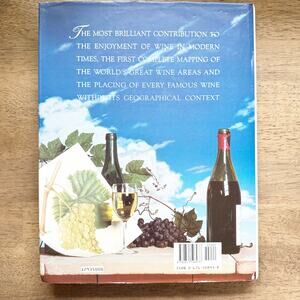 THE MOST BRILLIANT CONTRIBUTION TO
THE ENJOYMENT OF WINE IN MODERN
TIMES, THE FIRST COMPLETE MAPPING OF
THE WORLD'S GREAT WINE AREAS AND
THE PLACING OF EVERY FAMOUS WINE
WITHIN ITS GEOGRAPHICAL CONTEXT